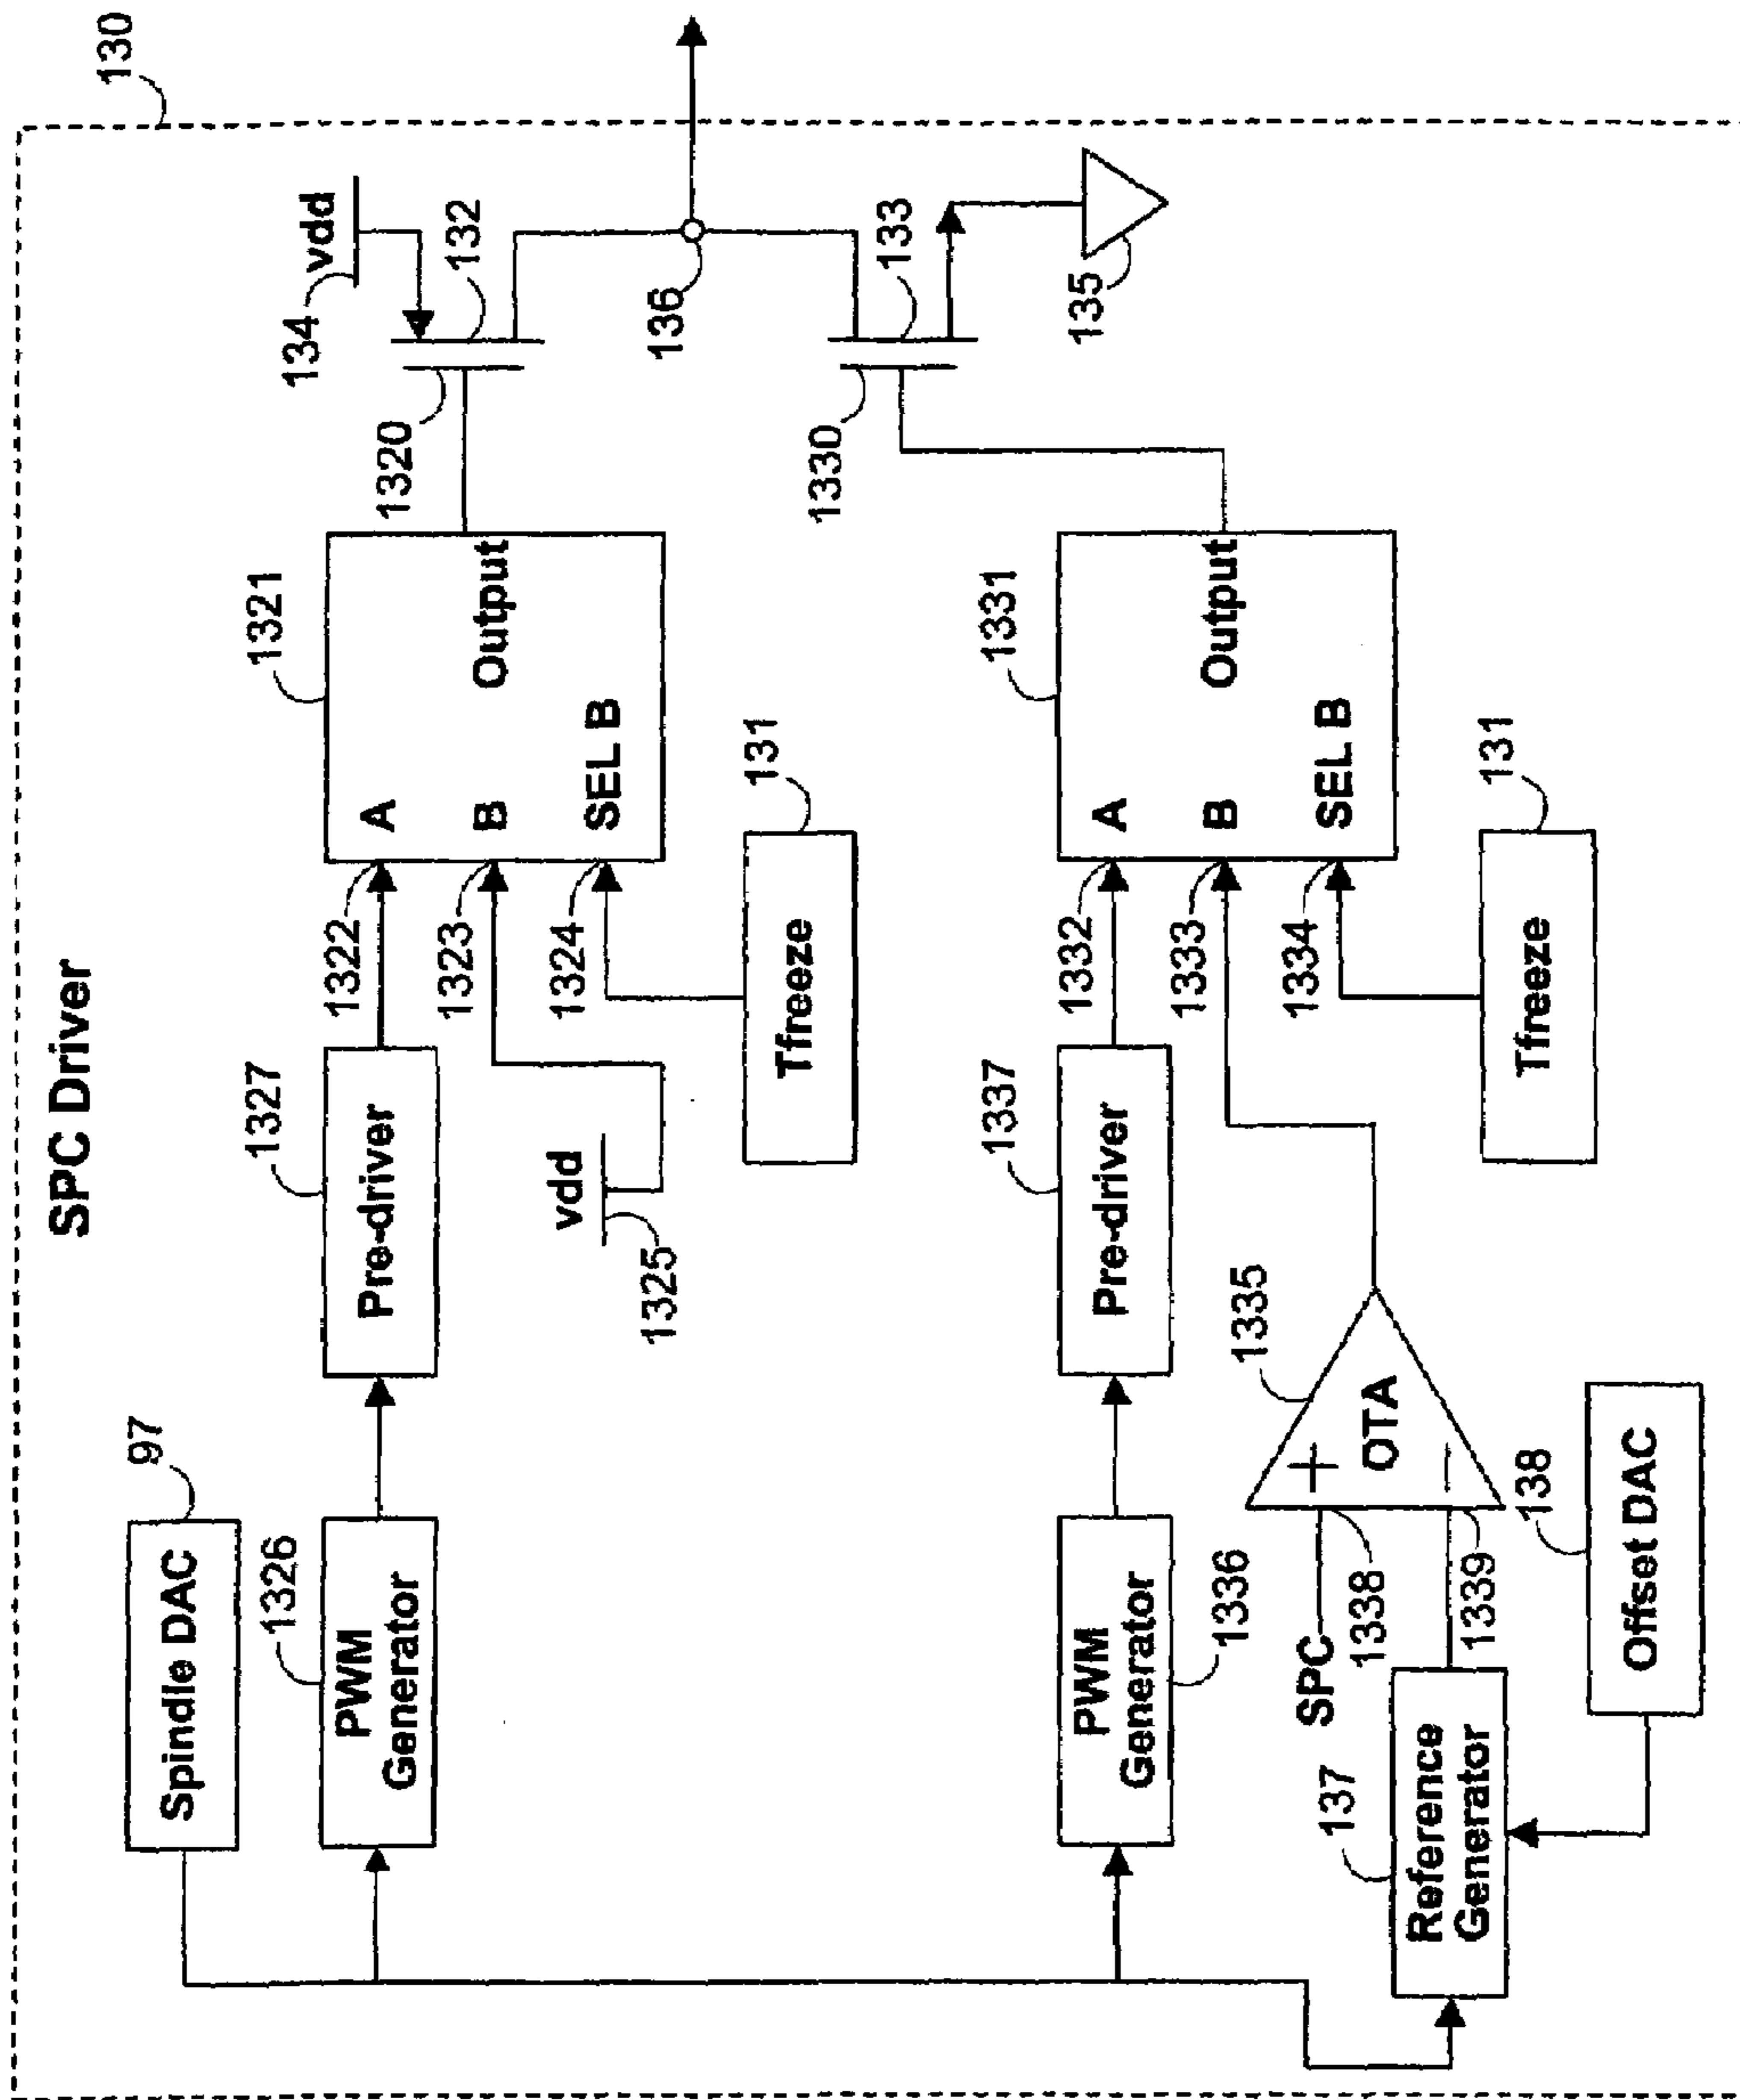 SPC Driver
130
Spindle DAC
97
PWM
Generator
1326
Pre-driver
1327
1322
1323
1324
A
B
SEL B
Output
1321
vdd
1325
Tfreeze
131
1320
134
vdd
132
136
133
1330
135
PWM
Generator
1336
Pre-driver
1337
1332
1333
1334
A
B
SEL B
Output
1331
Tfreeze
131
SPC
1338
1339
+
−
OTA
1335
Reference
Generator
137
Offset DAC
138